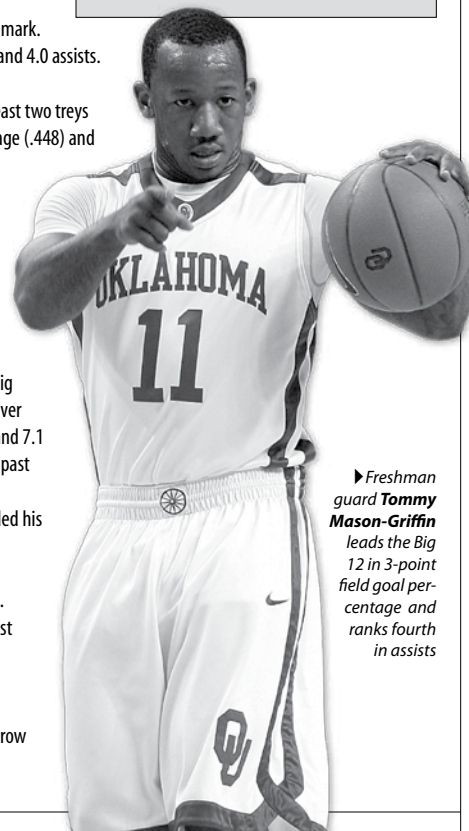 mark.
and 4.0 assists.
east two treys
age (.448) and
ig
ver
nd 7.1
past
led his
.
st
row
OKLAHOMA
11
OU
OU
▶Freshman
guard Tommy
Mason-Griffin
leads the Big
12 in 3-point
field goal per-
centage and
ranks fourth
in assists